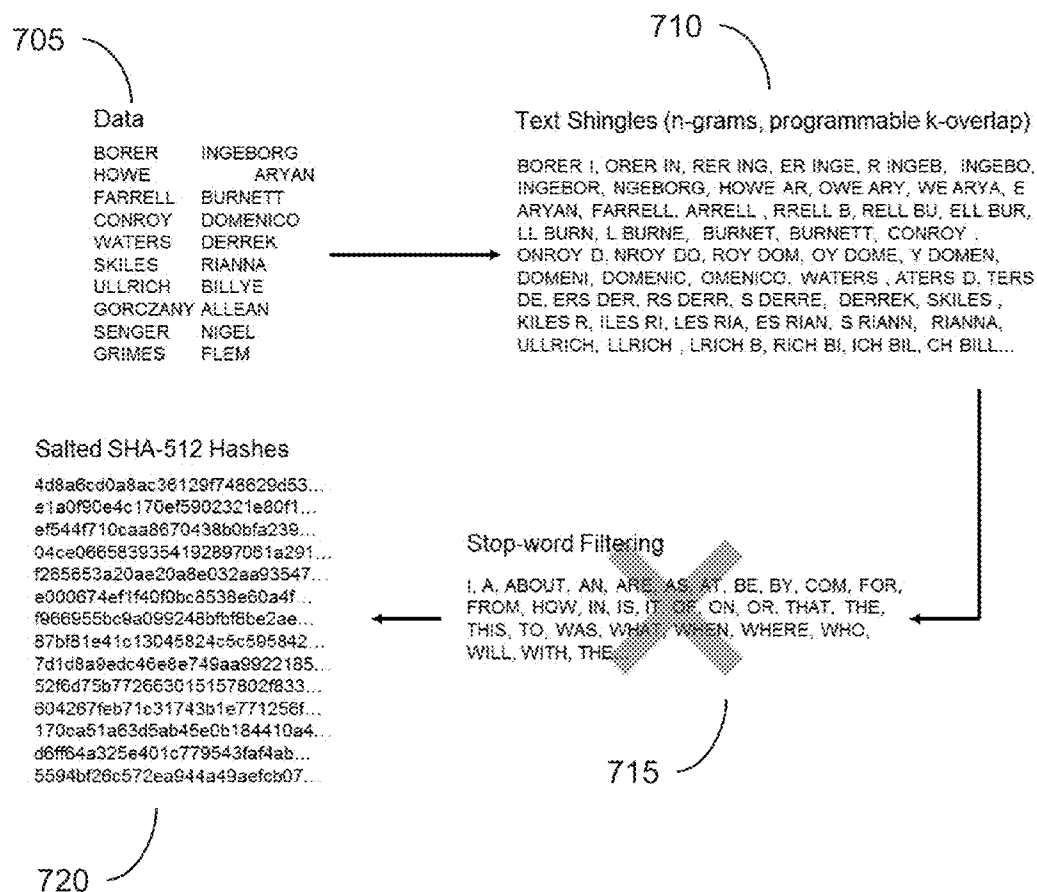 705
710
Data
BORER INGEBORG
HOWE ARYAN
FARRELL BURNETT
CONROY DOMENICO
WATERS DERREK
SKILES RIANNA
ULLRICH BILLYE
GORCZANY ALLEAN
SENGER NIGEL
GRIMES FLEM
Text Shingles (n-grams, programmable k-overlap)
BORER I, ORER IN, RER ING, ER INGE, R INGEB, INGEBO,
INGEBOR, NGEBORG, HOWE AR, OWE ARY, WE ARYA, E
ARYAN, FARRELL, ARRELL , RRELL B, RELL BU, ELL BUR,
LL BURN, L BURNE, BURNET, BURNETT, CONROY ,
ONROY D, NROY DO, ROY DOM, OY DOME, Y DOMEN,
DOMENI, DOMENIC, OMENICO, WATERS , ATERS D, TERS
DE, ERS DER, RS DERR, S DERRE, DERREK, SKILES ,
KILES R, ILES RI, LES RIA, ES RIAN, S RIANN, RIANNA,
ULLRICH, LLRICH , LRICH B, RICH BI, ICH BIL, CH BILL...
Salted SHA-512 Hashes
4d8a6cd0a8ac36129f748629d53...
e1a0f90e4c170ef5902321e80f1...
ef544f710caa8670438b0bfa239...
04ce0665839354192897061a291...
f265653a20ae20a8e032aa93547...
e000674ef1f40f0bc8538e60a4f...
f966955bc9a099248bfbf6be2ae...
87bf81e41c13045824c5c595842...
7d1d8a9edc46e8e749aa9922185...
52f6d75b772663015157802f833...
604267feb71c31743b1e771256f...
170ca51a63d5ab45e0b184410a4...
d6ff64a325e401c779543faf4ab...
5594bf26c572ea944a49aefcb07...
Stop-word Filtering
I, A, ABOUT, AN, ARE, AS, AT, BE, BY, COM, FOR,
FROM, HOW, IN, IS, IT, OF, ON, OR, THAT, THE,
THIS, TO, WAS, WHAT, WHEN, WHERE, WHO,
WILL, WITH, THE
715
720